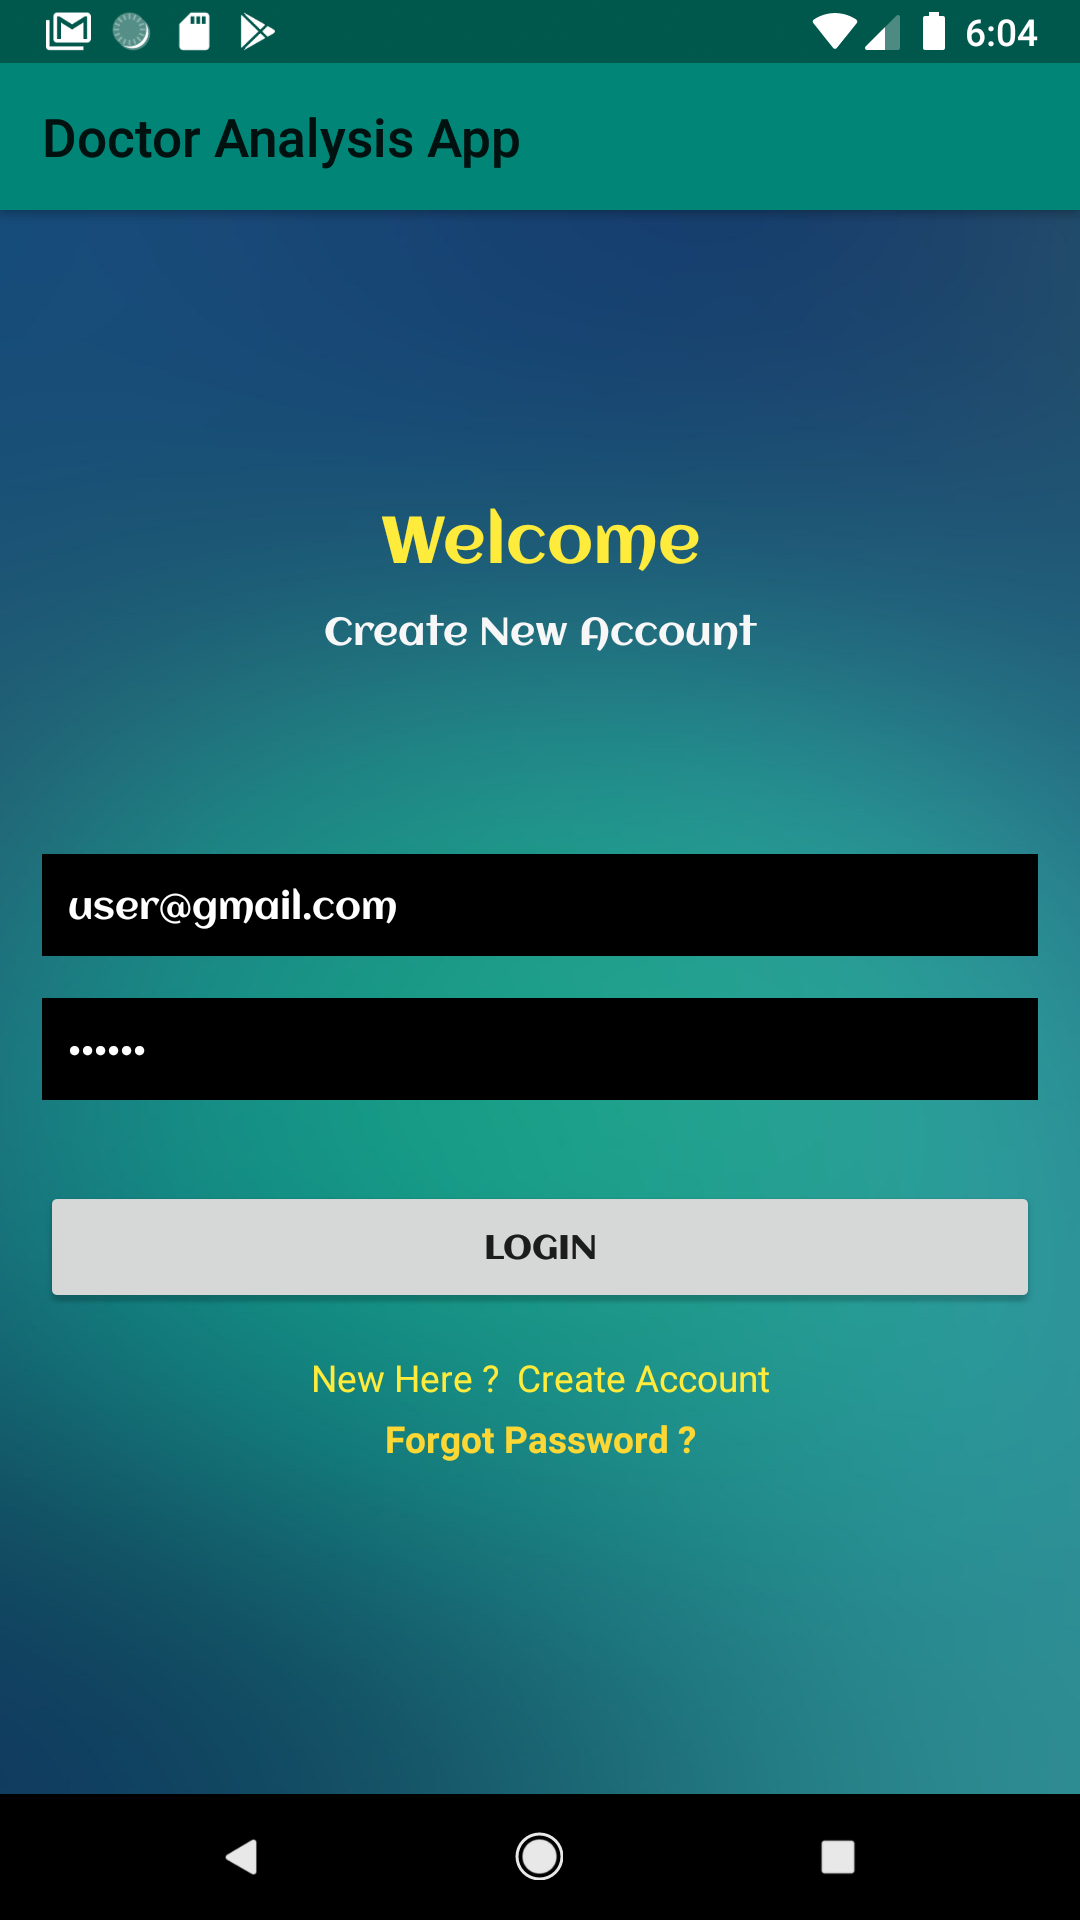 6:04
Doctor Analysis App
Welcome
Create New Account
user@gmail.com
••••••
LOGIN
New Here ? Create Account
Forgot Password ?